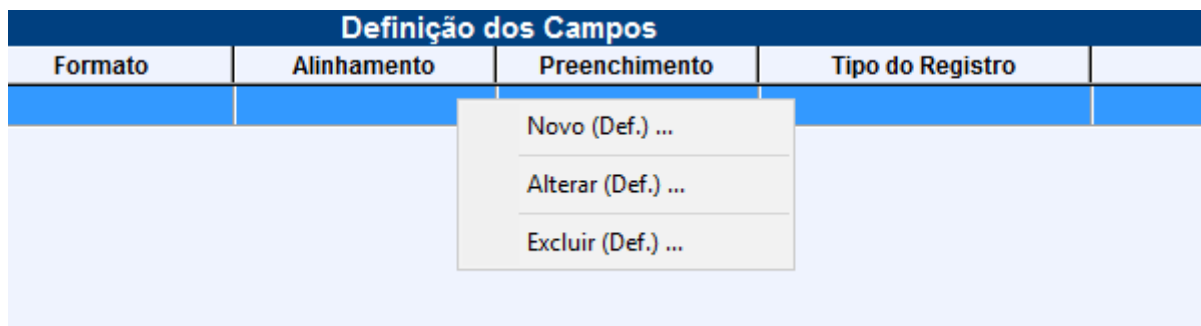 Definição dos Campos
Formato Alinhamento Preenchimento Tipo do Registro
Novo (Def.) ...
Alterar (Def.) ...
Excluir (Def.) ...